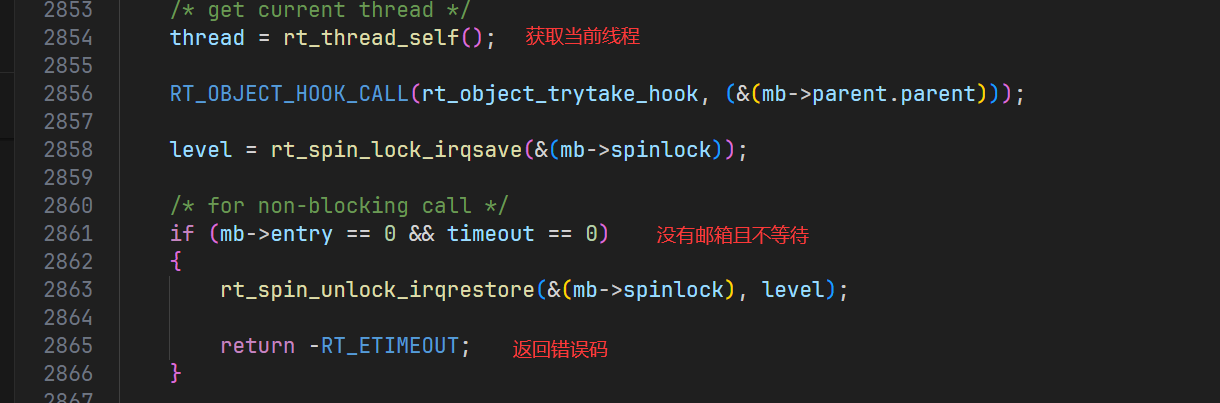 2853 /* get current thread */
2854 thread = rt_thread_self(); 获取当前线程
2855
2856 RT_OBJECT_HOOK_CALL(rt_object_trytake_hook, (&(mb->parent.parent)));
2857
2858 level = rt_spin_lock_irqsave(&(mb->spinlock));
2859
2860 /* for non-blocking call */
2861 if (mb->entry == 0 && timeout == 0) 没有邮箱且不等待
2862 {
2863 rt_spin_unlock_irqrestore(&(mb->spinlock), level);
2864
2865 return -RT_ETIMEOUT; 返回错误码
2866 }
2867